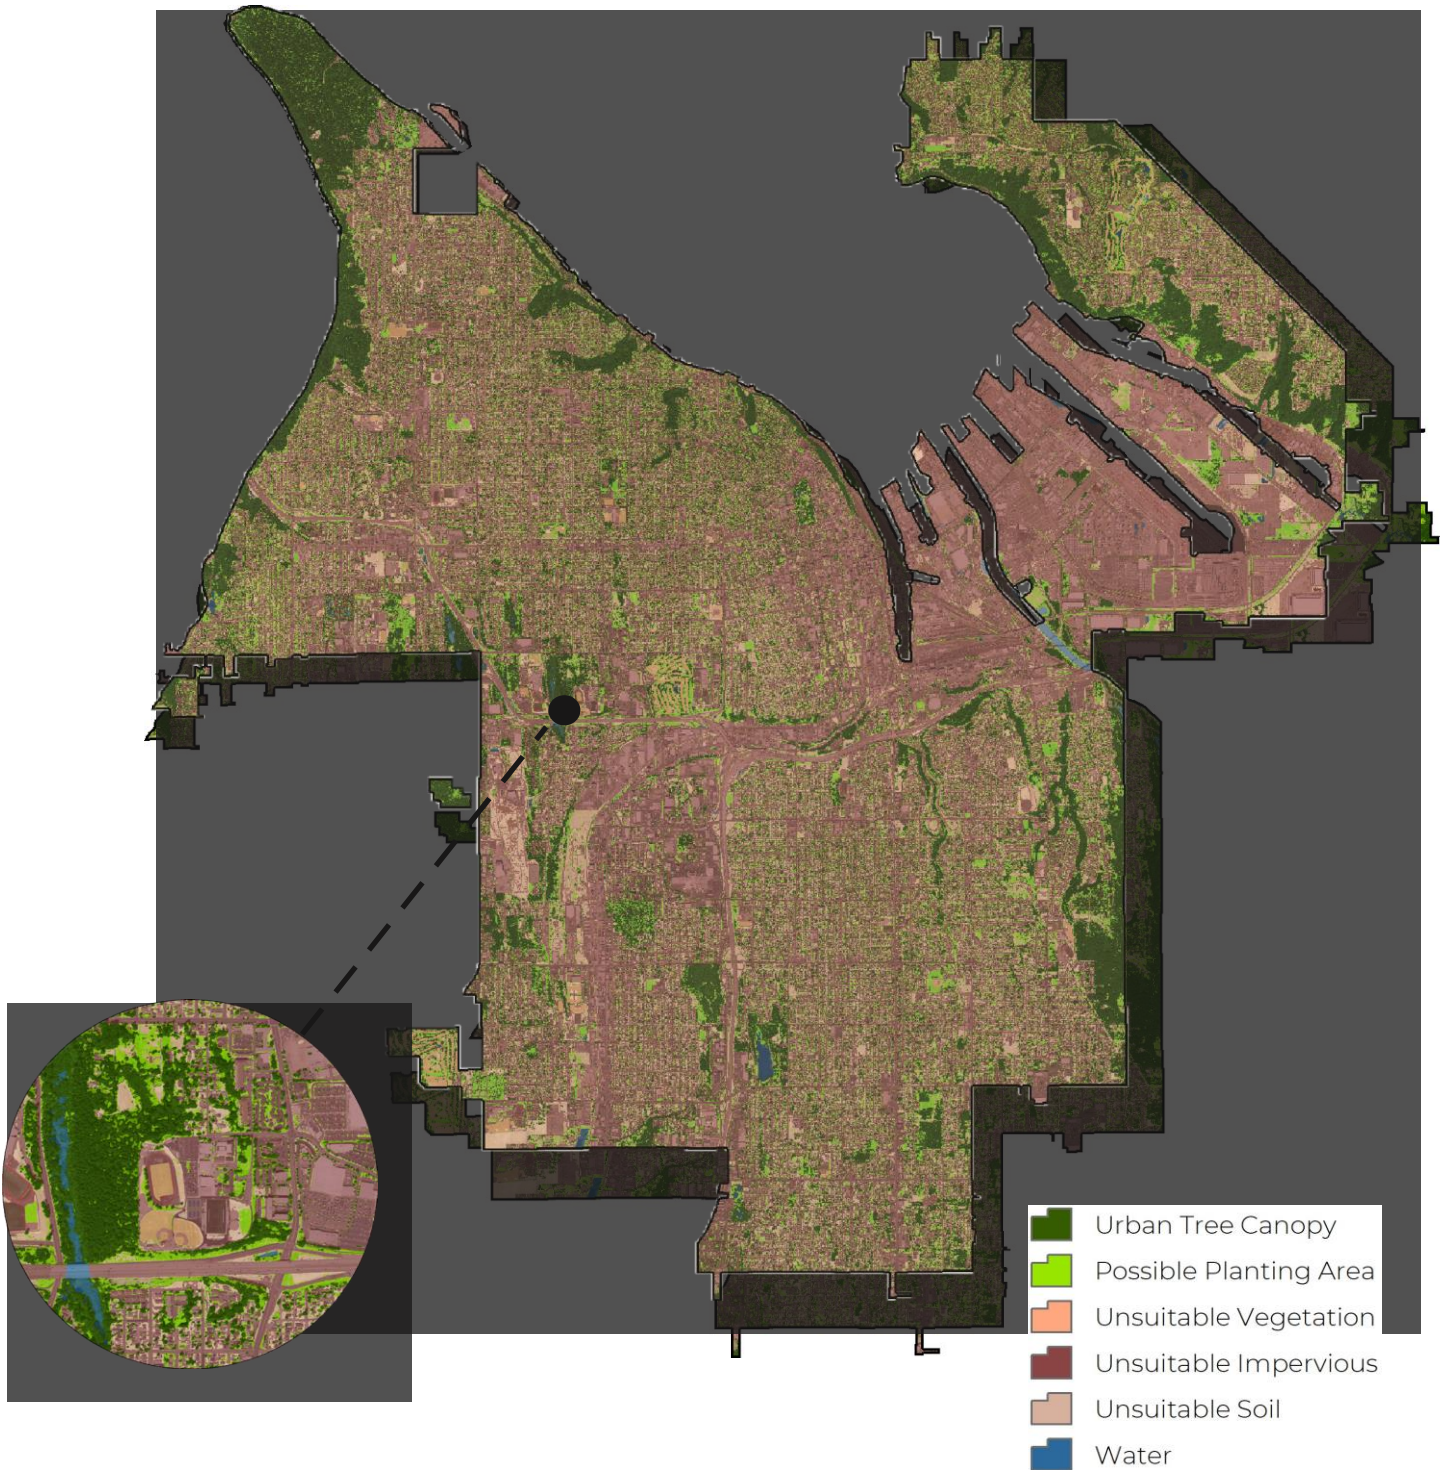 Urban Tree Canopy
Possible Planting Area
Unsuitable Vegetation
Unsuitable Impervious
Unsuitable Soil
Water